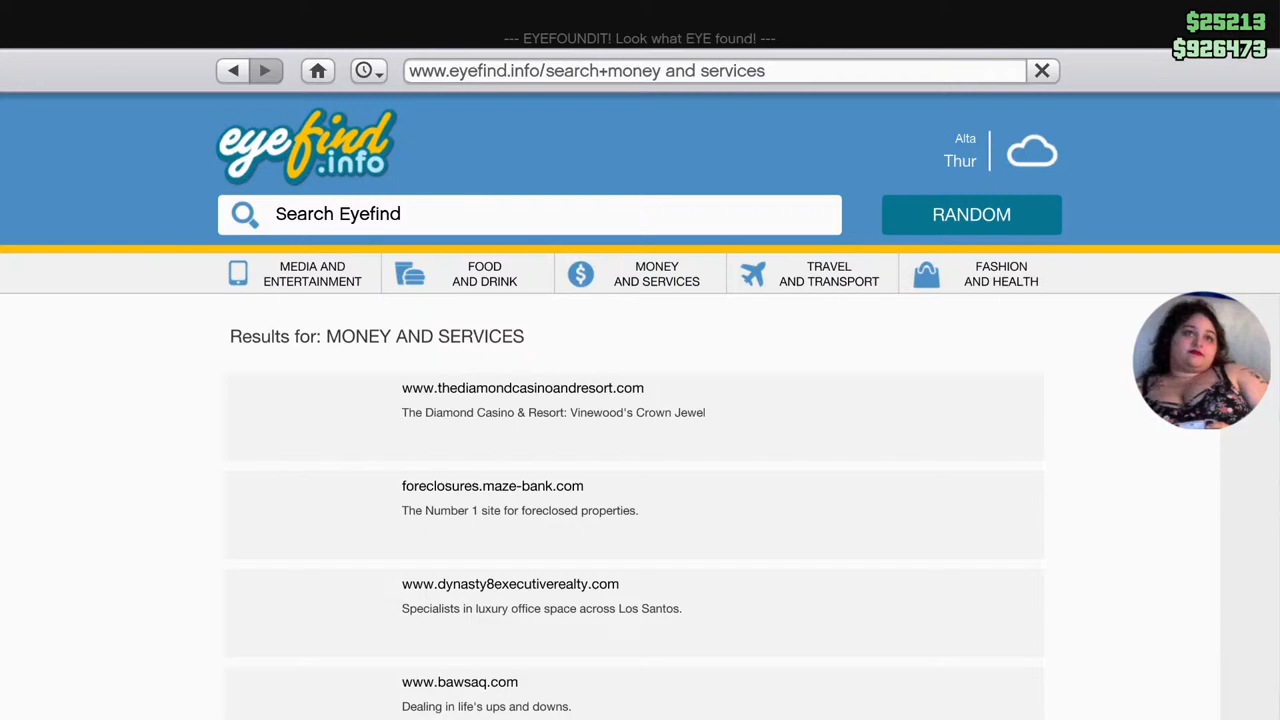 $25213
--- EYEFOUNDIT! Look what EYE found! ---
$926473
www.eyefind.info/search+money and services
eyefind
.info
Alta
Thur
Search Eyefind
RANDOM
MEDIA AND
ENTERTAINMENT
FOOD
AND DRINK
MONEY
AND SERVICES
TRAVEL
AND TRANSPORT
FASHION
AND HEALTH
Results for: MONEY AND SERVICES
www.thediamondcasinoandresort.com
The Diamond Casino & Resort: Vinewood's Crown Jewel
foreclosures.maze-bank.com
The Number 1 site for foreclosed properties.
www.dynasty8executiverealty.com
Specialists in luxury office space across Los Santos.
www.bawsaq.com
Dealing in life's ups and downs.